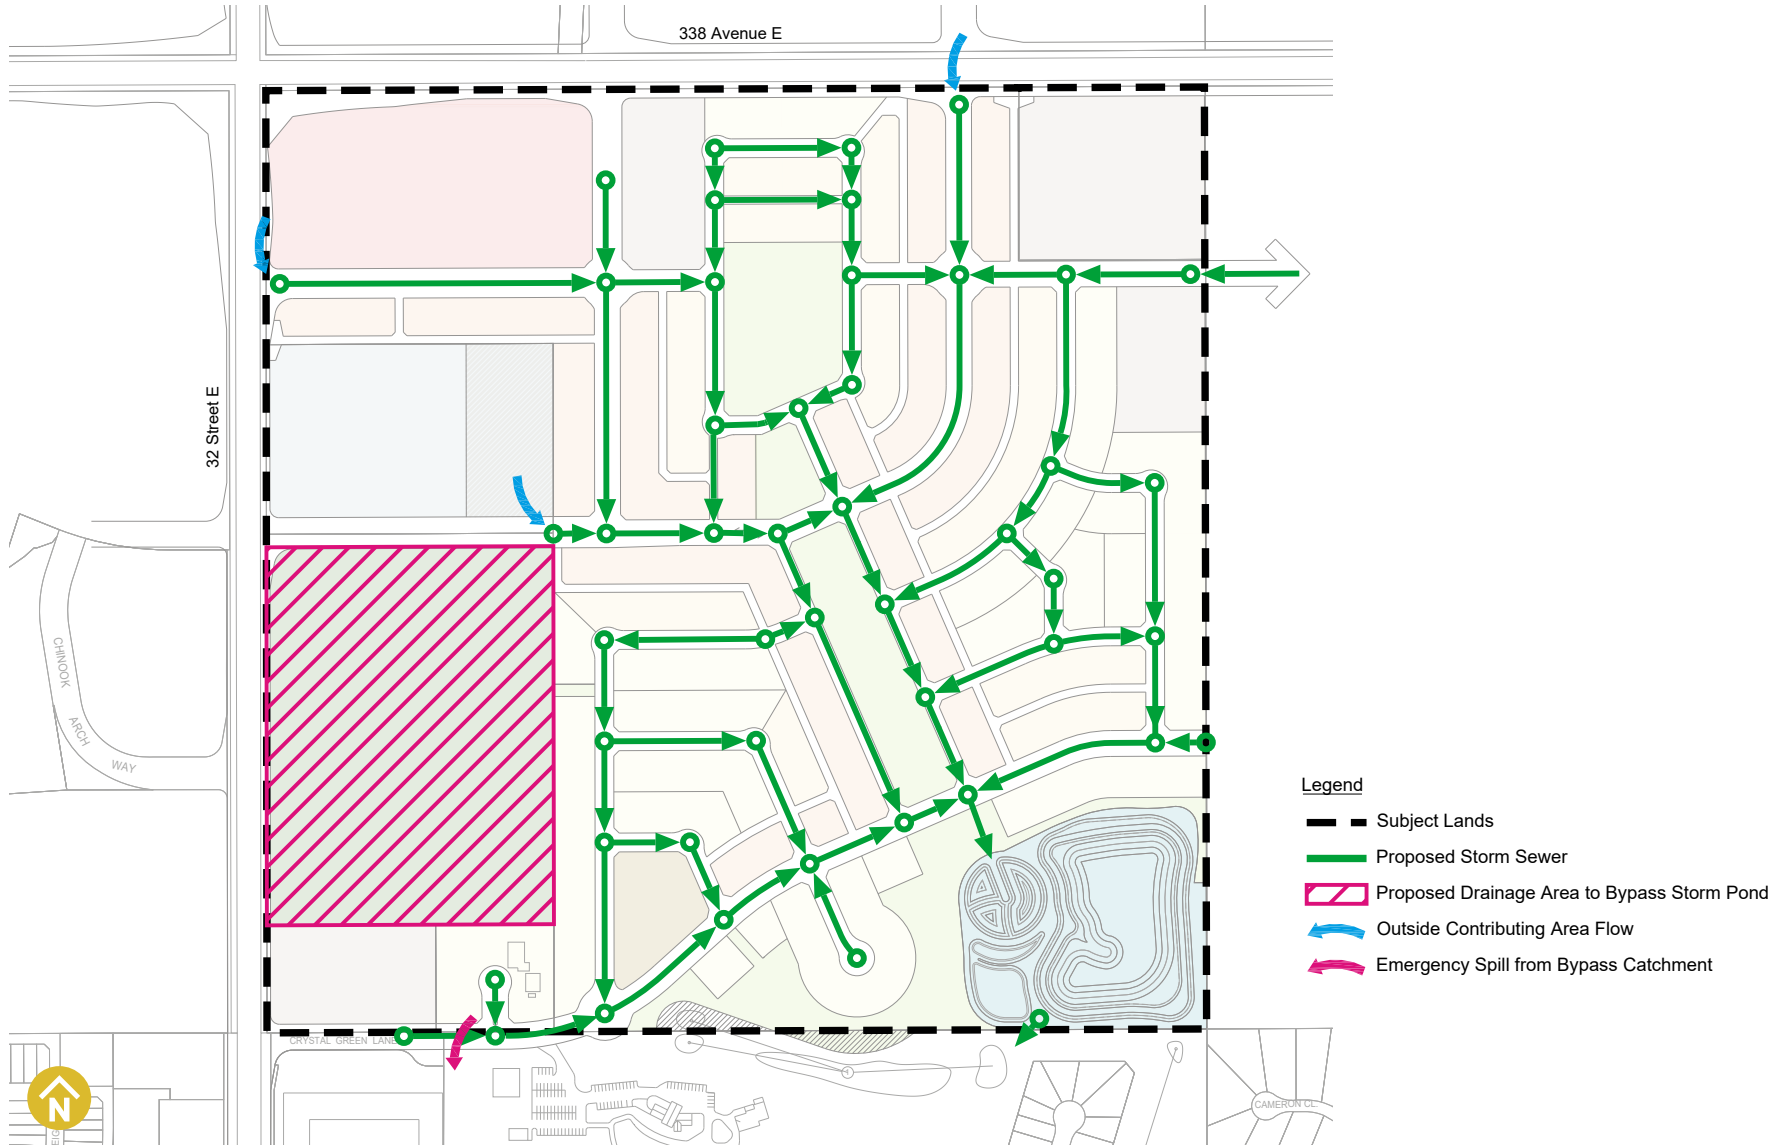 338 Avenue E
32 Street E
CHINOOK
ARCH
WAY
Legend
Subject Lands
Proposed Storm Sewer
Proposed Drainage Area to Bypass Storm Pond
Outside Contributing Area Flow
Emergency Spill from Bypass Catchment
CRYSTAL GREEN LANE
CAMERON CL.
N